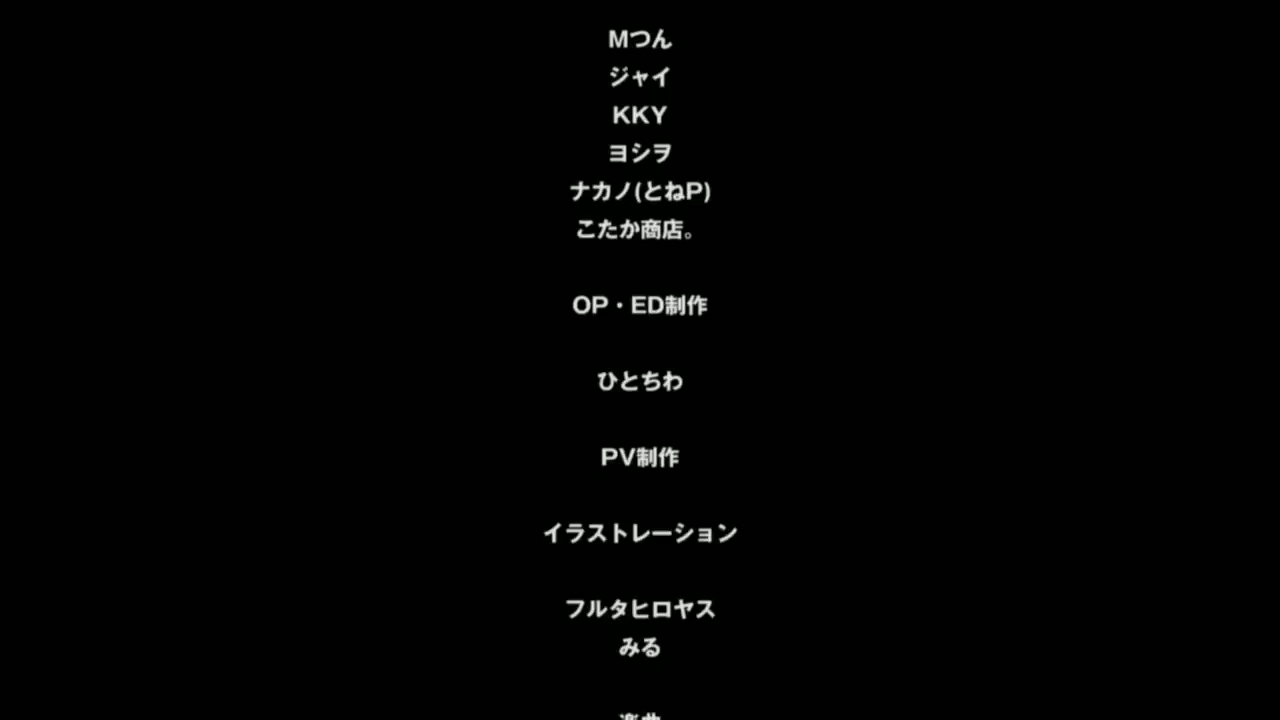 Mつん
ジャイ
KKY
ヨシヲ
ナカノ(とねP)
こたか商店。
OP・ED制作
ひとちわ
PV制作
イラストレーション
フルタヒロヤス
みる